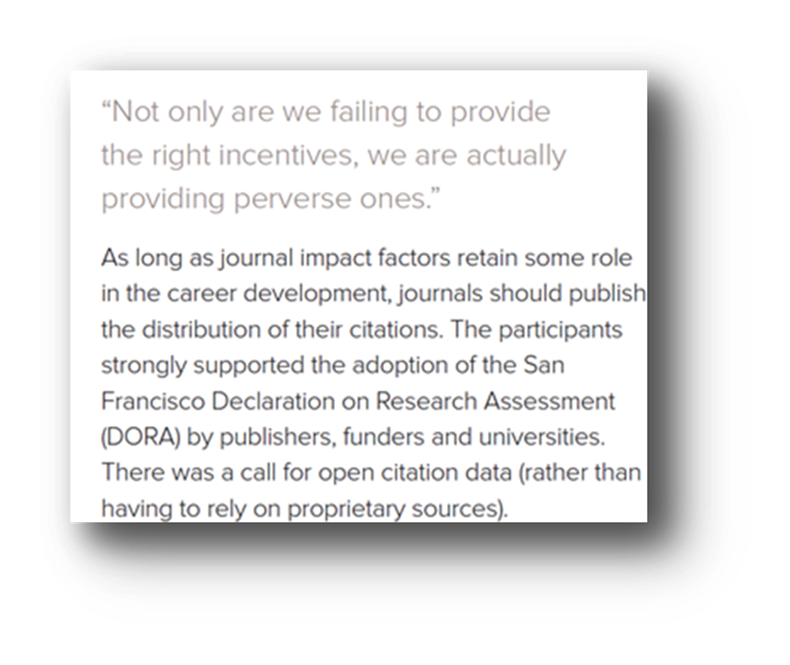 “Not only are we failing to provide
the right incentives, we are actually
providing perverse ones.”
As long as journal impact factors retain some role
in the career development, journals should publish
the distribution of their citations. The participants
strongly supported the adoption of the San
Francisco Declaration on Research Assessment
(DORA) by publishers, funders and universities.
There was a call for open citation data (rather than
having to rely on proprietary sources).